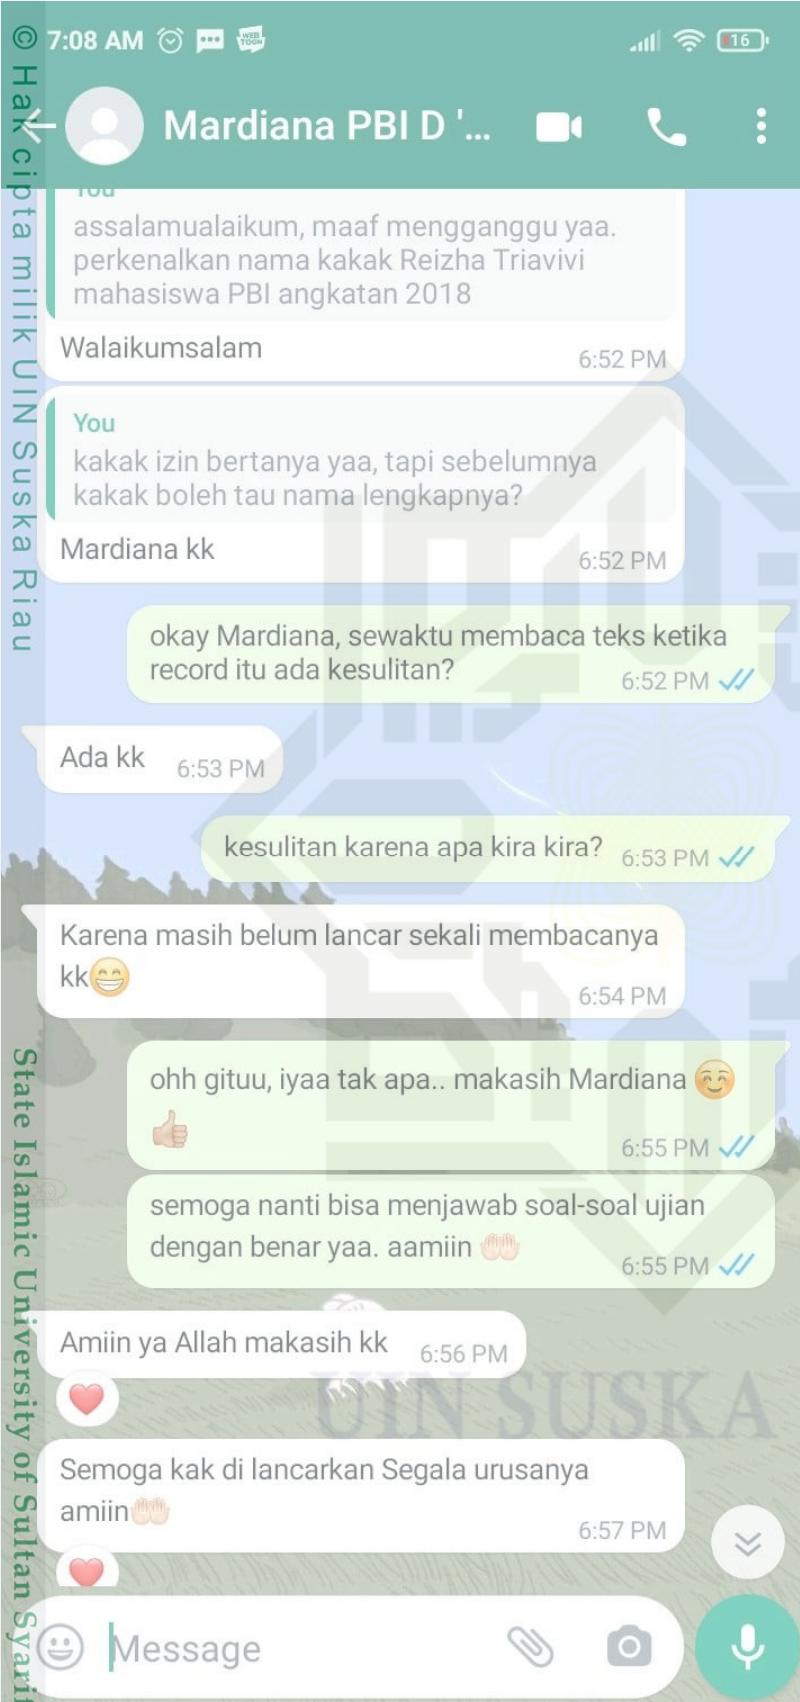 7:08 AM
16
Mardiana PBI D '...
You
assalamualaikum, maaf mengganggu yaa.
perkenalkan nama kakak Reizha Triavivi
mahasiswa PBI angkatan 2018
Walaikumsalam
6:52 PM
You
kakak izin bertanya yaa, tapi sebelumnya
kakak boleh tau nama lengkapnya?
Mardiana kk
6:52 PM
okay Mardiana, sewaktu membaca teks ketika
record itu ada kesulitan?
6:52 PM
Ada kk
6:53 PM
kesulitan karena apa kira kira?
6:53 PM
Karena masih belum lancar sekali membacanya
kk😁
6:54 PM
ohh gituu, iyaa tak apa.. makasih Mardiana ☺️
👍🏻
6:55 PM
semoga nanti bisa menjawab soal-soal ujian
dengan benar yaa. aamiin 🤲🏻
6:55 PM
Amiin ya Allah makasih kk
6:56 PM
❤️
Semoga kak di lancarkan Segala urusanya
amiin🤲🏻
6:57 PM
❤️
Message
© Hak cipta milik UIN Suska Riau
State Islamic University of Sultan Syarif
UIN SUSKA